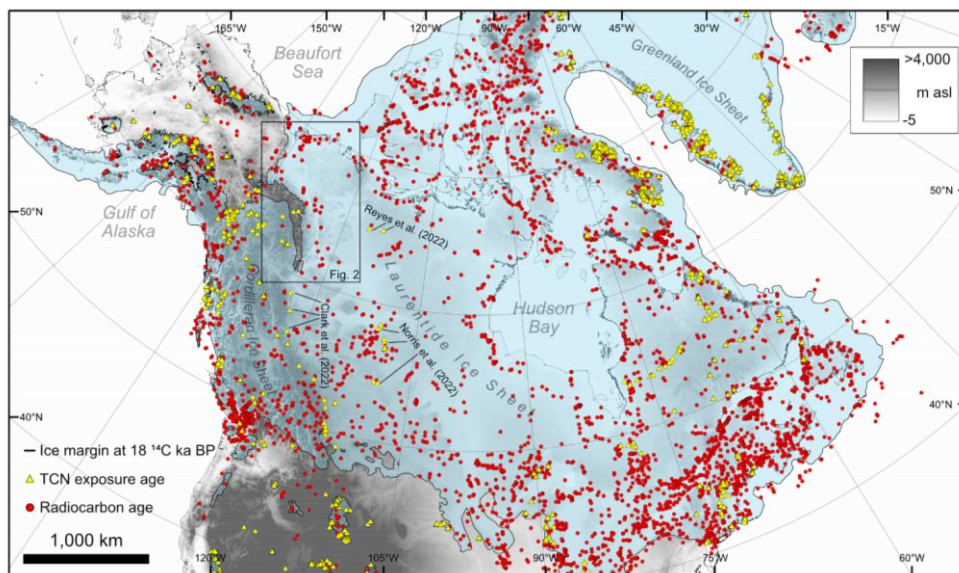 165°W
90°W
60°W
45°W
30°W
15°W
Beaufort
Sea
Greenland Ice Sheet
>4,000
m asl
-5
50°N
50°N
Gulf of
Alaska
Reyes et al. (2022)
Fig. 2
Cordilleran Ice Sheet
Clark et al. (2022)
Norris et al. (2022)
Laurentide Ice Sheet
Hudson
Bay
40°N
40°N
Ice margin at 18 ¹⁴C ka BP
TCN exposure age
Radiocarbon age
1,000 km
120°W
105°W
90°W
75°W
60°W